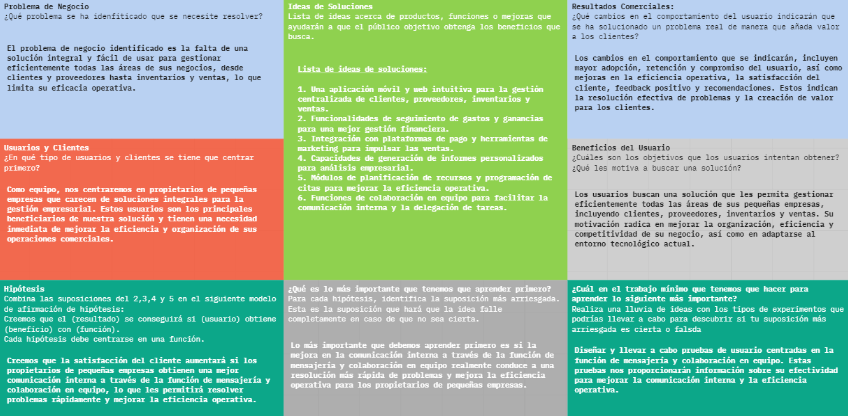 Problema de Negocio
¿Qué problema se ha idenfiticado que se necesite resolver?
El problema de negocio identificado es la falta de una
solución integral y fácil de usar para gestionar
eficientemente todas las áreas de sus negocios, desde
clientes y proveedores hasta inventarios y ventas, lo que
limita su eficacia operativa.
Ideas de Soluciones
Lista de ideas acerca de productos, funciones o mejoras que
ayudarán a que el público objetivo obtenga los beneficios que
busca.
Lista de ideas de soluciones:
1. Una aplicación móvil y web intuitiva para la gestión
centralizada de clientes, proveedores, inventarios y
ventas.
2. Funcionalidades de seguimiento de gastos y ganancias
para una mejor gestión financiera.
3. Integración con plataformas de pago y herramientas de
marketing para impulsar las ventas.
4. Capacidades de generación de informes personalizados
para análisis empresarial.
5. Módulos de planificación de recursos y programación de
citas para mejorar la eficiencia operativa.
6. Funciones de colaboración en equipo para facilitar la
comunicación interna y la delegación de tareas.
Resultados Comerciales:
¿Qué cambios en el comportamiento del usuario indicarán que
se ha solucionado un problema real de manera que añada valor
a los clientes?
Los cambios en el comportamiento que se indicarán, incluyen
mayor adopción, retención y compromiso del usuario, así como
mejoras en la eficiencia operativa, la satisfacción del
cliente, feedback positivo y recomendaciones. Estos indican
la resolución efectiva de problemas y la creación de valor
para los clientes.
Usuarios y Clientes
¿En qué tipo de usuarios y clientes se tiene que centrar
primero?
Como equipo, nos centraremos en propietarios de pequeñas
empresas que carecen de soluciones integrales para la
gestión empresarial. Estos usuarios son los principales
beneficiarios de nuestra solución y tienen una necesidad
inmediata de mejorar la eficiencia y organización de sus
operaciones comerciales.
Beneficios del Usuario
¿Cuáles son los objetivos que los usuarios intentan obtener?
¿Qué les motiva a buscar una solución?
Los usuarios buscan una solución que les permita gestionar
eficientemente todas las áreas de sus pequeñas empresas,
incluyendo clientes, proveedores, inventarios y ventas. Su
motivación radica en mejorar la organización, eficiencia y
competitividad de su negocio, así como en adaptarse al
entorno tecnológico actual.
Hipótesis
Combina las suposiciones del 2,3,4 y 5 en el siguiente modelo
de afirmación de hipótesis:
Creemos que el (resultado) se conseguirá si (usuario) obtiene
(beneficio) con (función).
Cada hipótesis debe centrarse en una función.
Creemos que la satisfacción del cliente aumentará si los
propietarios de pequeñas empresas obtienen una mejor
comunicación interna a través de la función de mensajería y
colaboración en equipo, lo que les permitirá resolver
problemas rápidamente y mejorar la eficiencia operativa.
¿Qué es lo más importante que tenemos que aprender primero?
Para cada hipótesis, identifica la suposición más arriesgada.
Esta es la suposición que hará que la idea falle
completamente en caso de que no sea cierta.
Lo más importante que debemos aprender primero es si la
mejora en la comunicación interna a través de la función de
mensajería y colaboración en equipo realmente conduce a una
resolución más rápida de problemas y mejora la eficiencia
operativa para los propietarios de pequeñas empresas.
¿Cuál en el trabajo mínimo que tenemos que hacer para
aprender lo siguiente más importante?
Realiza una lluvia de ideas con los tipos de experimentos que
podrías llevar a cabo para descubrir si tu suposición más
arriesgada es cierta o falsda
Diseñar y llevar a cabo pruebas de usuario centradas en la
función de mensajería y colaboración en equipo. Estas
pruebas nos proporcionarán información sobre su efectividad
para mejorar la comunicación interna y la eficiencia
operativa.